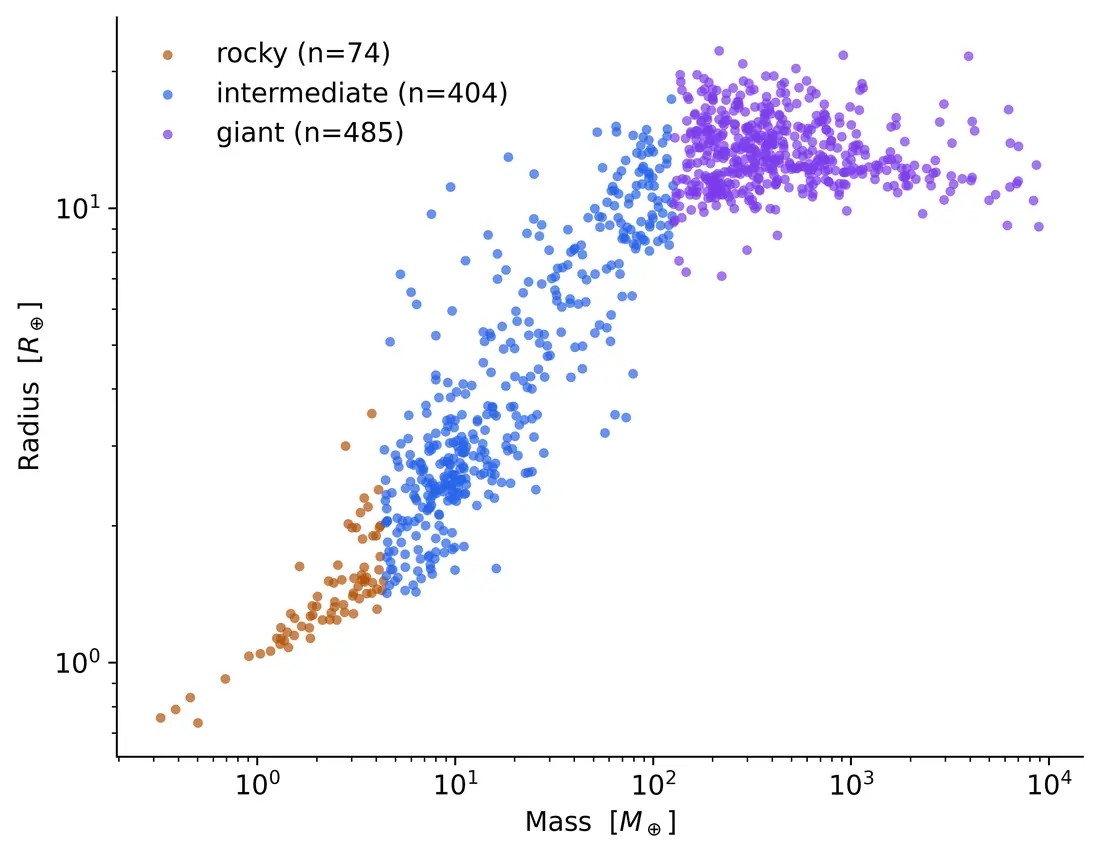 rocky (n=74)
intermediate (n=404)
giant (n=485)
Radius [R⊕]
10¹
10⁰
10⁰ 10¹ 10² 10³ 10⁴
Mass [M⊕]